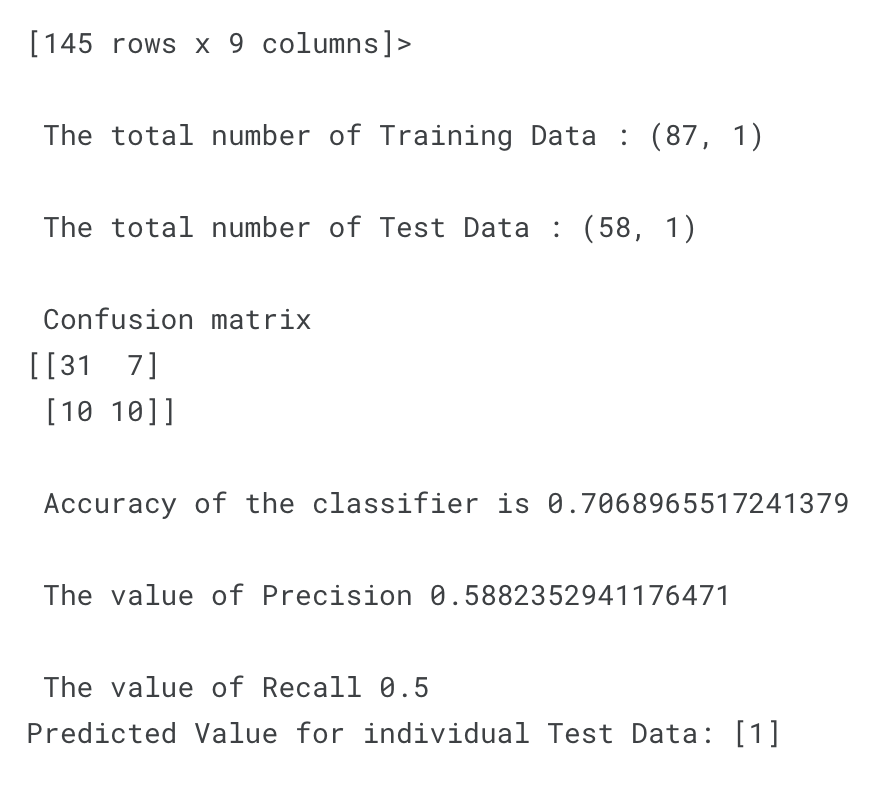 [145 rows x 9 columns]>
The total number of Training Data : (87, 1)
The total number of Test Data : (58, 1)
Confusion matrix
[[31  7]
 [10 10]]
Accuracy of the classifier is 0.7068965517241379
The value of Precision 0.5882352941176471
The value of Recall 0.5
Predicted Value for individual Test Data: [1]